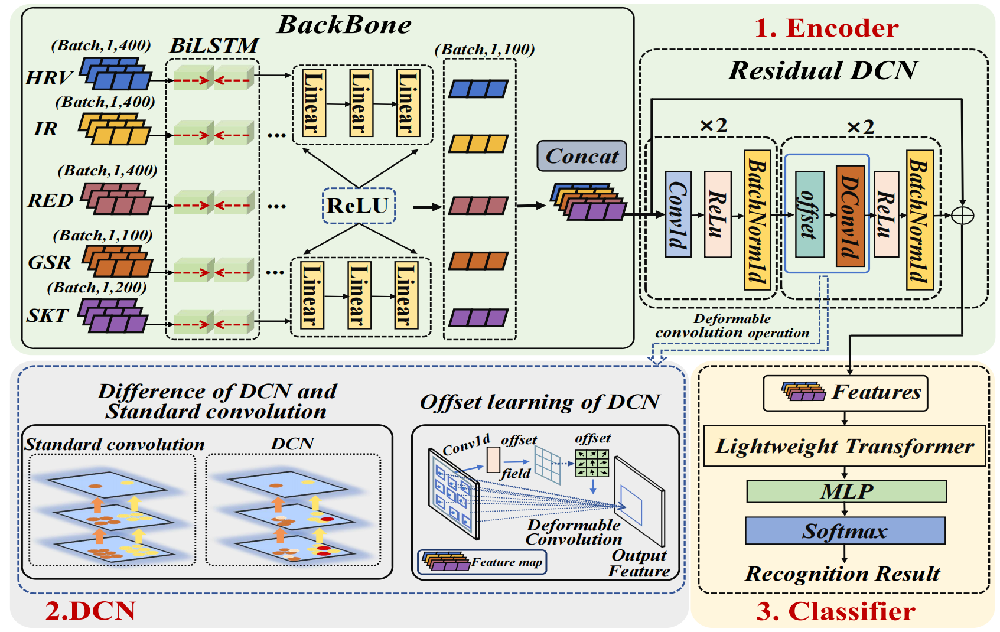 BackBone
1. Encoder
(Batch,1,400)
BiLSTM
(Batch,1,100)
HRV
Linear
Linear
Linear
Residual DCN
(Batch,1,400)
IR
...
×2
×2
Concat
(Batch,1,400)
RED
...
ReLU
Conv1d
ReLu
BatchNorm1d
offset
DConv1d
ReLu
BatchNorm1d
(Batch,1,100)
GSR
...
Linear
Linear
Linear
(Batch,1,200)
SKT
Deformable
convolution operation
Difference of DCN and
Standard convolution
Offset learning of DCN
Standard convolution
DCN
Conv1d
offset
field
offset
Deformable
Convolution
Output
Feature
Feature map
2.DCN
Features
Lightweight Transformer
MLP
Softmax
Recognition Result
3. Classifier